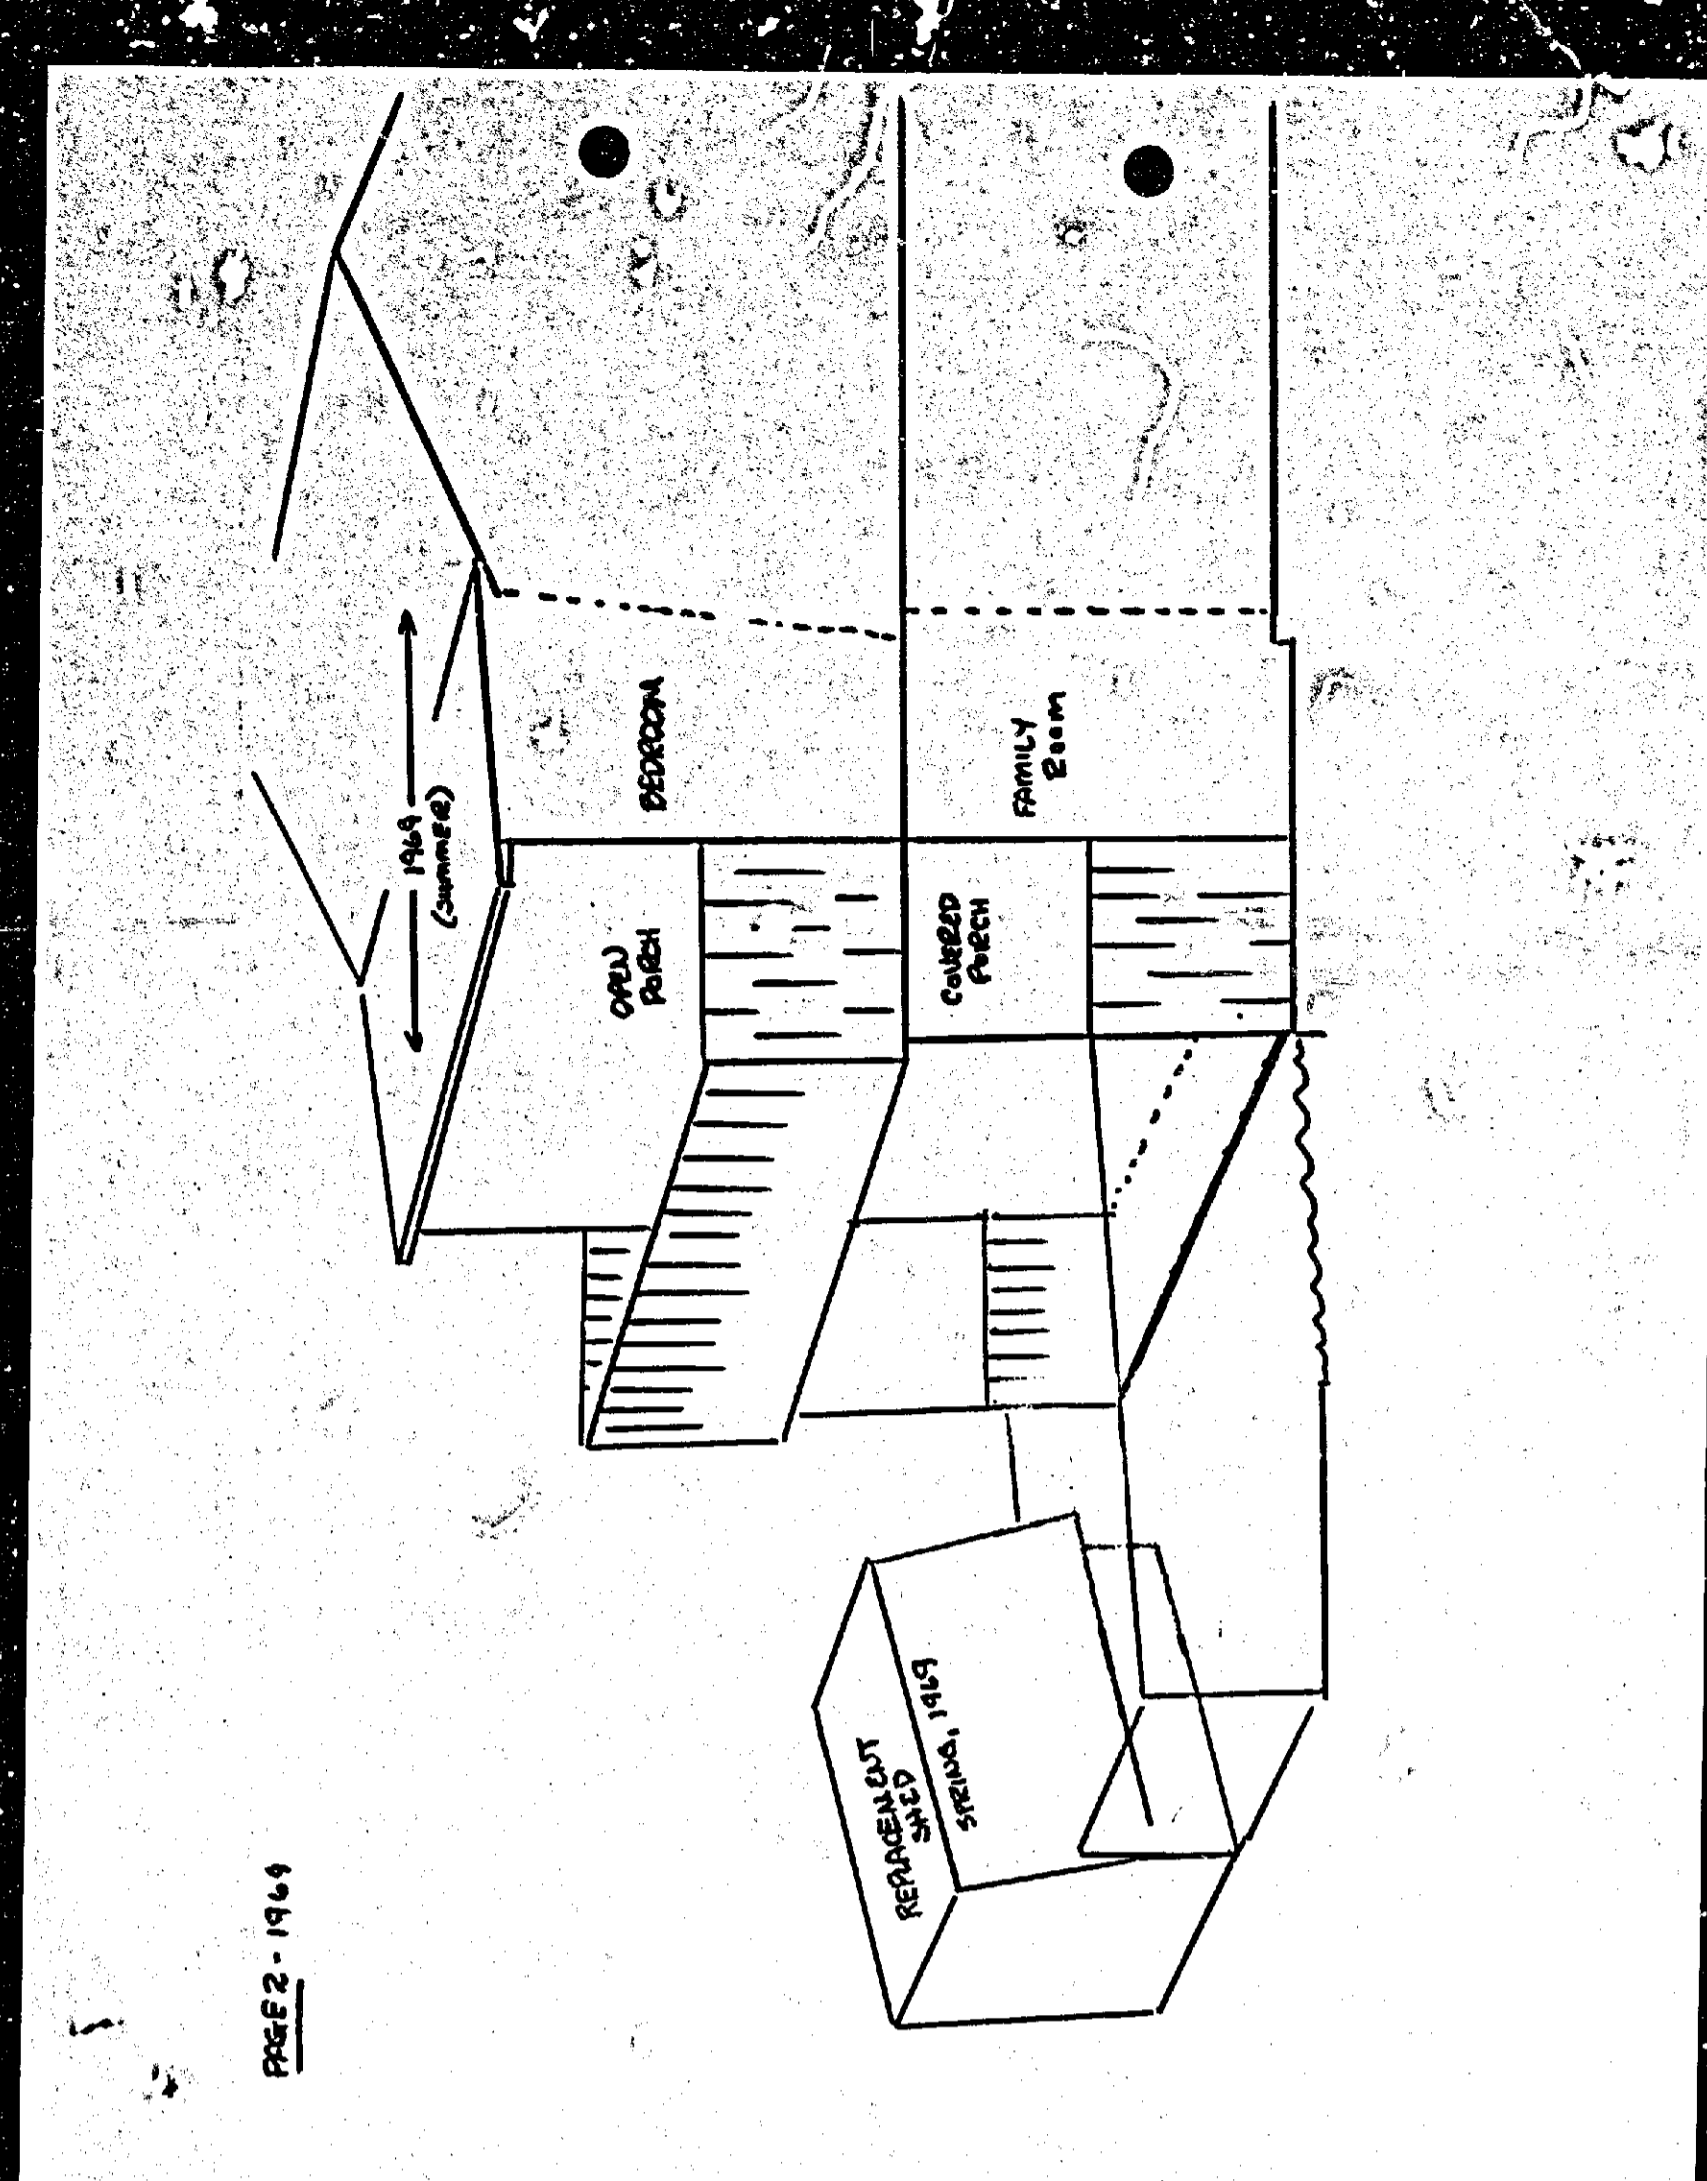 PAGE 2 - 1969
1969
(SUMMER)
BEDROOM
OPEN
PORCH
FAMILY
ROOM
COVERED
PORCH
REPLACEMENT
SHED
SPRING, 1969